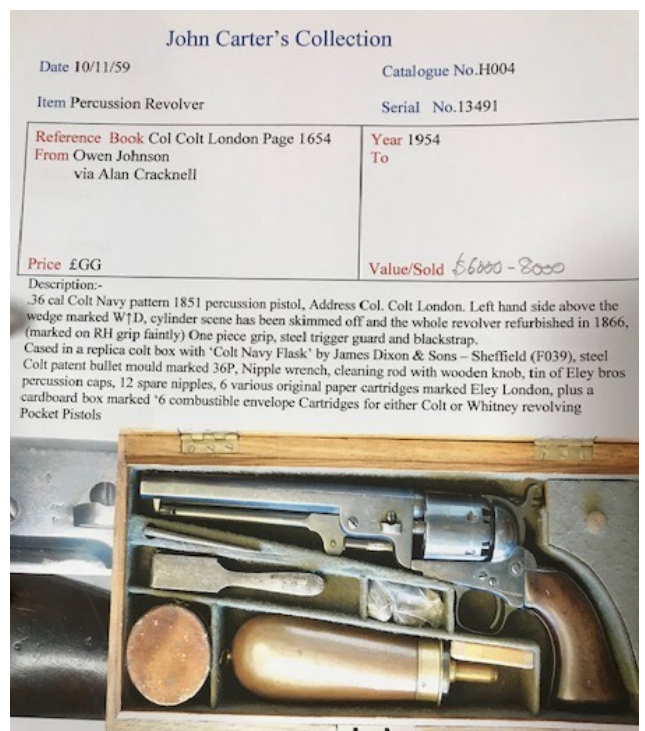 John Carter's Collection
Date 10/11/59
Catalogue No.H004
Item Percussion Revolver
Serial No.13491
Reference Book Col Colt London Page 1654
From Owen Johnson
via Alan Cracknell
Price £GG
Year 1954
To
Value/Sold $6000 - 8000
Description:-
.36 cal Colt Navy pattern 1851 percussion pistol, Address Col. Colt London. Left hand side above the
wedge marked W↑D, cylinder scene has been skimmed off and the whole revolver refurbished in 1866,
(marked on RH grip faintly) One piece grip, steel trigger guard and blackstrap.
Cased in a replica colt box with 'Colt Navy Flask' by James Dixon & Sons – Sheffield (F039), steel
Colt patent bullet mould marked 36P, Nipple wrench, cleaning rod with wooden knob, tin of Eley bros
percussion caps, 12 spare nipples, 6 various original paper cartridges marked Eley London, plus a
cardboard box marked '6 combustible envelope Cartridges for either Colt or Whitney revolving
Pocket Pistols